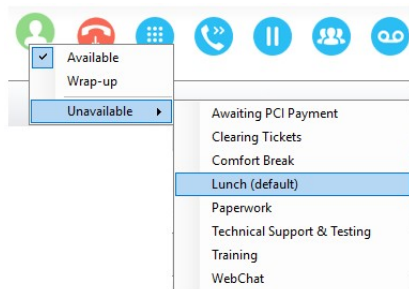 Available
Wrap-up
Unavailable
Awaiting PCI Payment
Clearing Tickets
Comfort Break
Lunch (default)
Paperwork
Technical Support & Testing
Training
WebChat